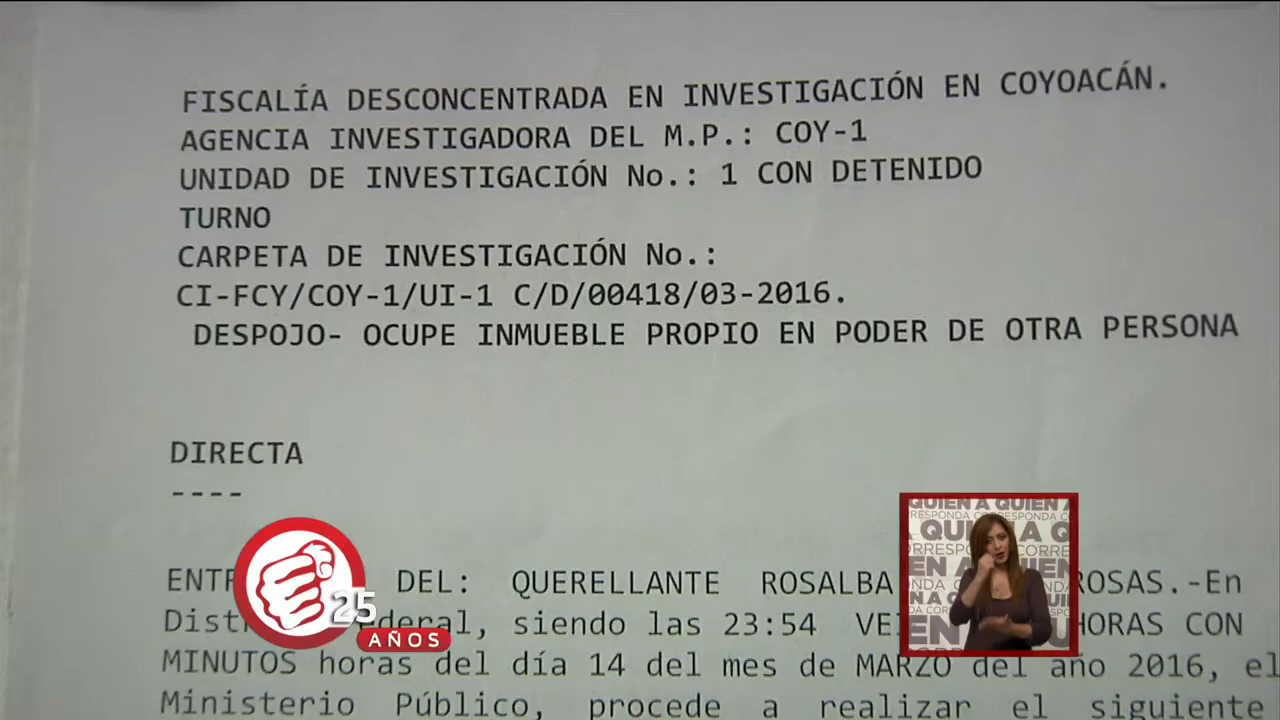 FISCALÍA DESCONCENTRADA EN INVESTIGACIÓN EN COYOACÁN.
AGENCIA INVESTIGADORA DEL M.P.: COY-1
UNIDAD DE INVESTIGACIÓN No.: 1 CON DETENIDO
TURNO
CARPETA DE INVESTIGACIÓN No.:
CI-FCY/COY-1/UI-1 C/D/00418/03-2016.
DESPOJO- OCUPE INMUEBLE PROPIO EN PODER DE OTRA PERSONA
DIRECTA
----
DEL: QUERELLANTE ROSALBA ROSAS.-En
siendo las 23:54 HORAS CON
MINUTOS horas del día 14 del mes de MARZO del año 2016, el
Ministerio Público, procede a realizar el siguiente
25
AÑOS
QUIEN A QUIEN A
CORRESPONDA